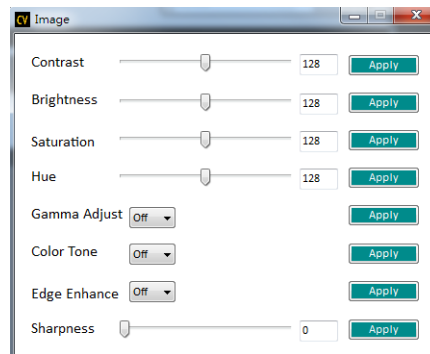 CV Image
Contrast 128 Apply
Brightness 128 Apply
Saturation 128 Apply
Hue 128 Apply
Gamma Adjust Off Apply
Color Tone Off Apply
Edge Enhance Off Apply
Sharpness 0 Apply